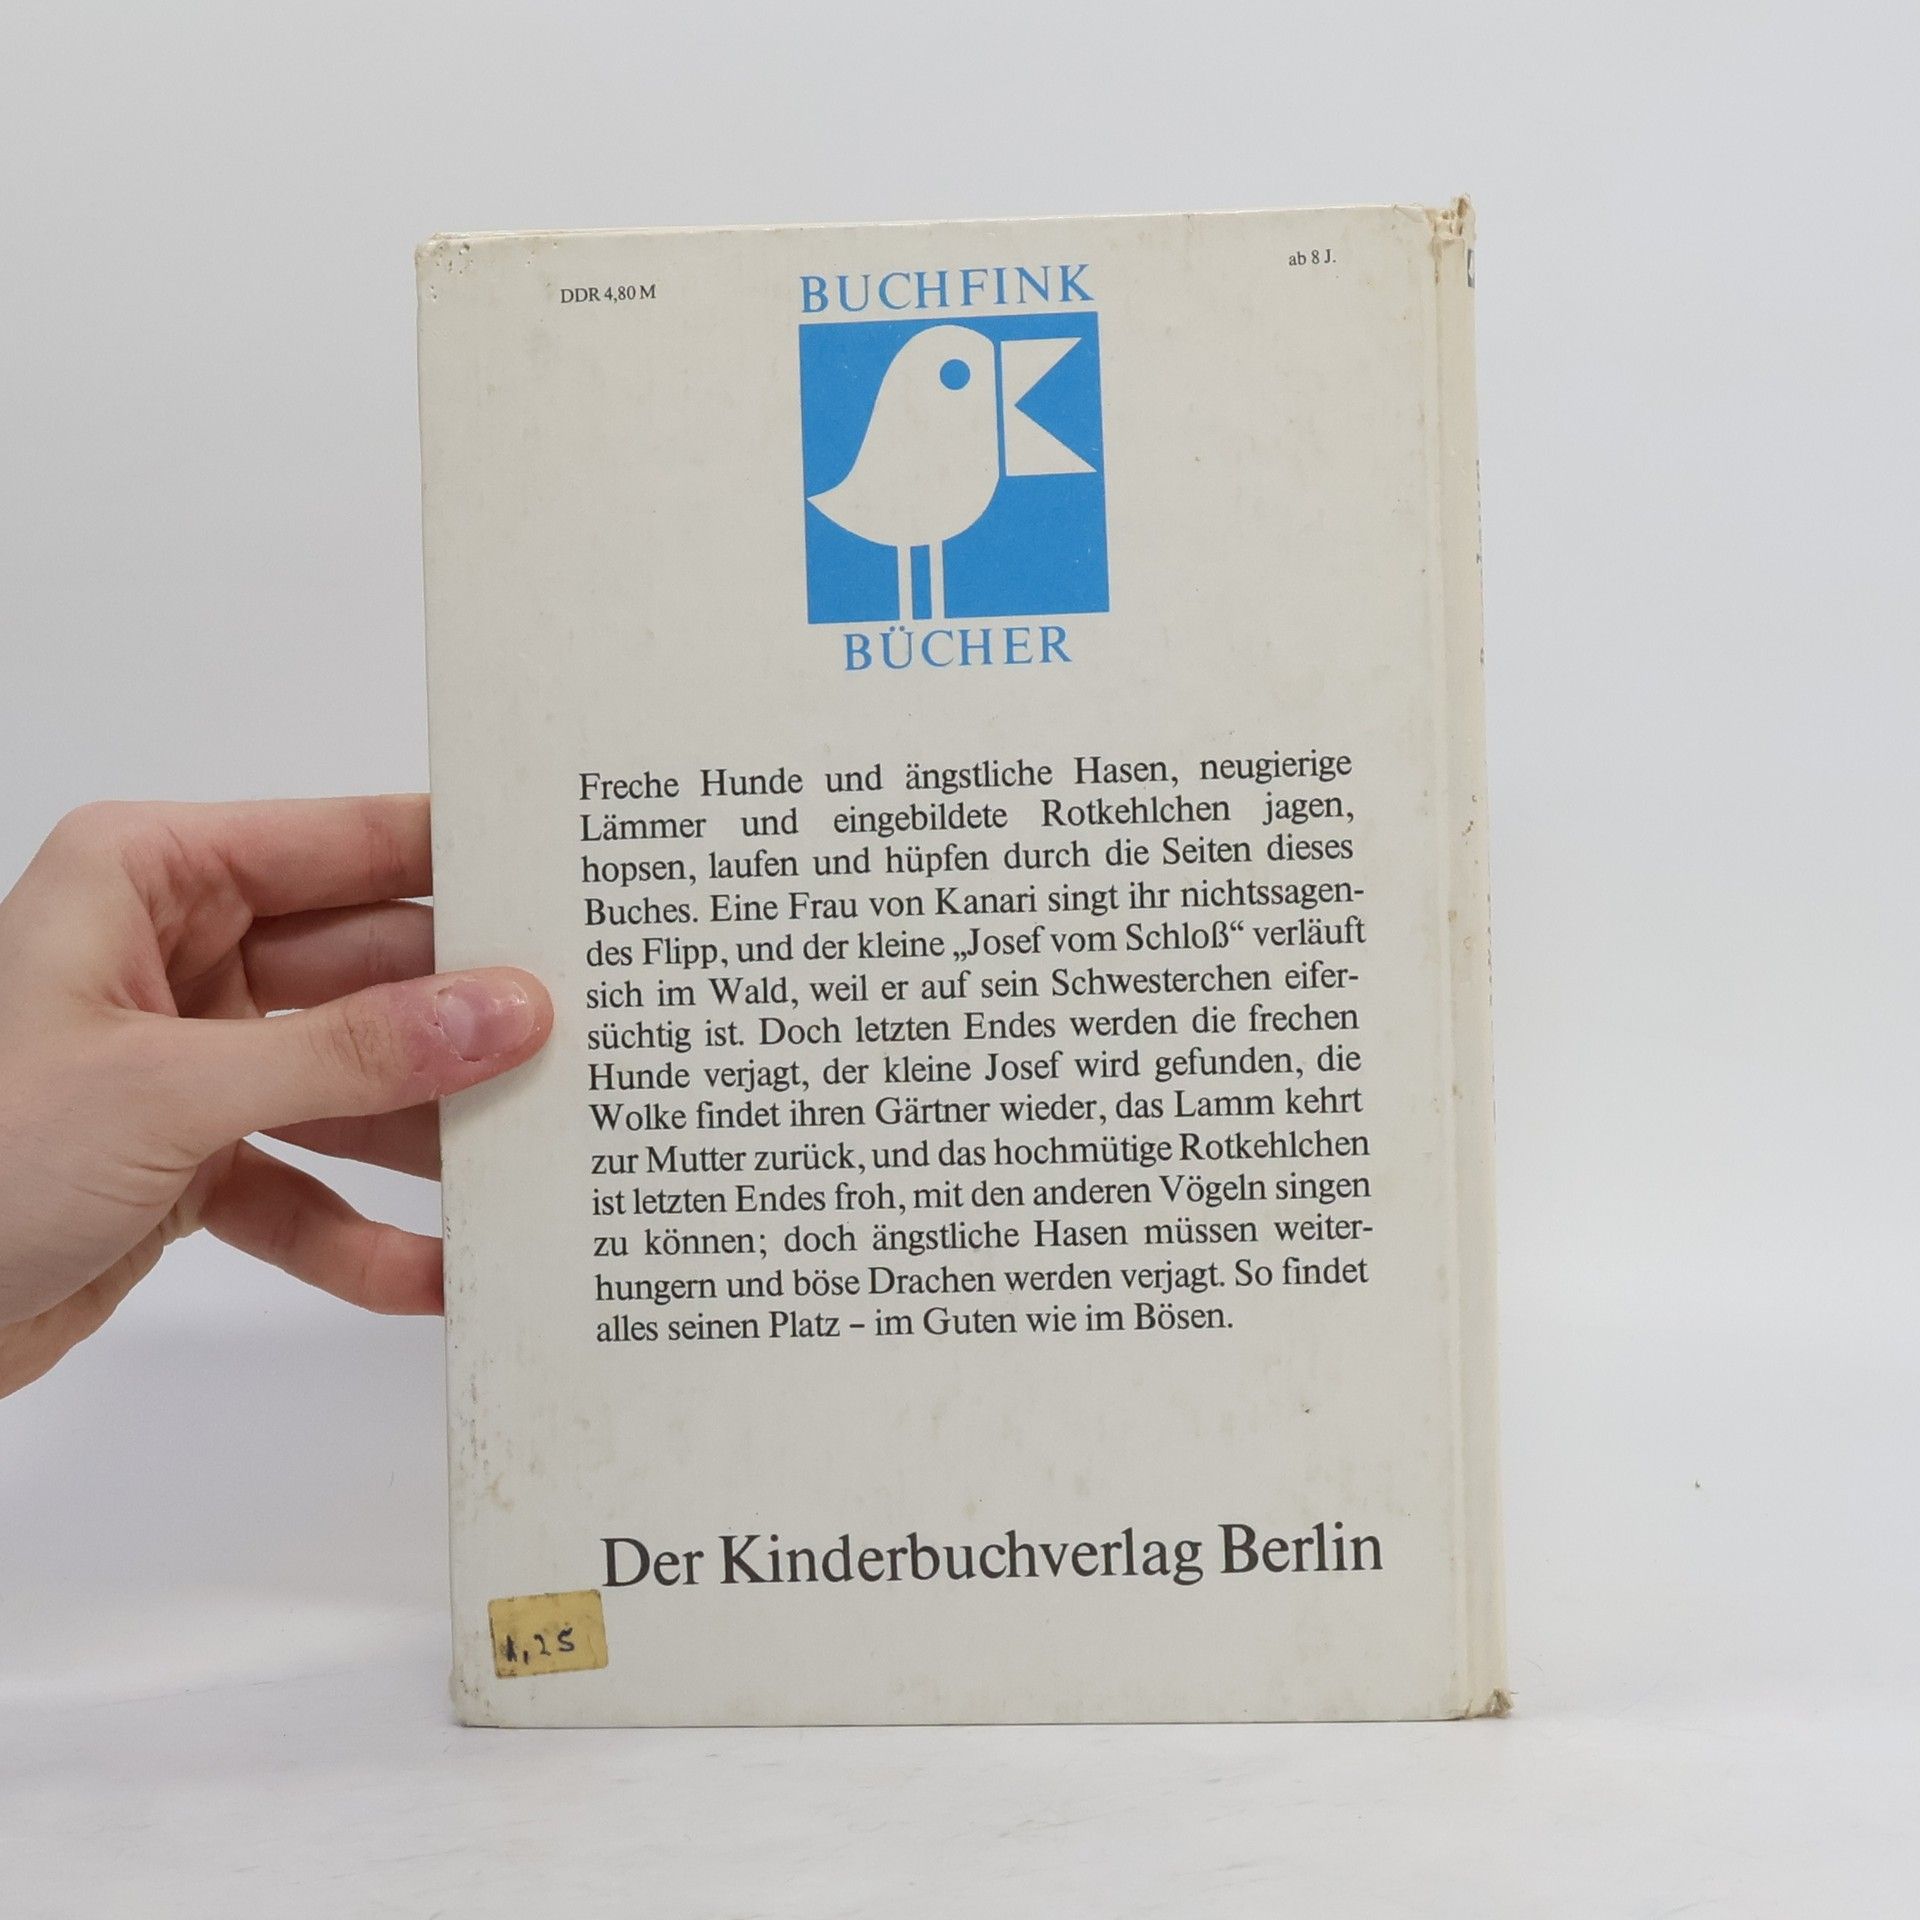 DDR 4,80 M
ab 8 J.
BUCHFINK
BÜCHER
Freche Hunde und ängstliche Hasen, neugierige
Lämmer und eingebildete Rotkehlchen jagen,
hopsen, laufen und hüpfen durch die Seiten dieses
Buches. Eine Frau von Kanari singt ihr nichtssagen-
des Flipp, und der kleine „Josef vom Schloß“ verläuft
sich im Wald, weil er auf sein Schwesterchen eifer-
süchtig ist. Doch letzten Endes werden die frechen
Hunde verjagt, der kleine Josef wird gefunden, die
Wolke findet ihren Gärtner wieder, das Lamm kehrt
zur Mutter zurück, und das hochmütige Rotkehlchen
ist letzten Endes froh, mit den anderen Vögeln singen
zu können; doch ängstliche Hasen müssen weiter-
hungern und böse Drachen werden verjagt. So findet
alles seinen Platz – im Guten wie im Bösen.
Der Kinderbuchverlag Berlin
1,25